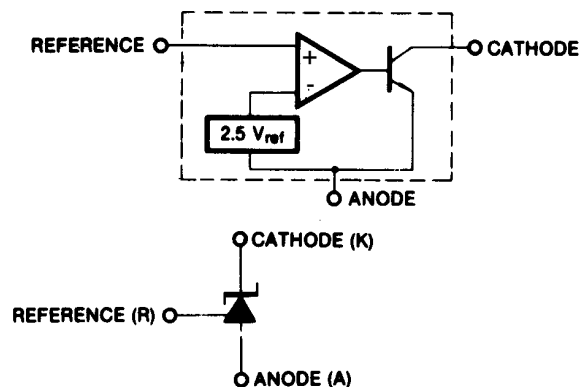 REFERENCE
CATHODE
+
-
2.5 Vref
ANODE
CATHODE (K)
REFERENCE (R)
ANODE (A)